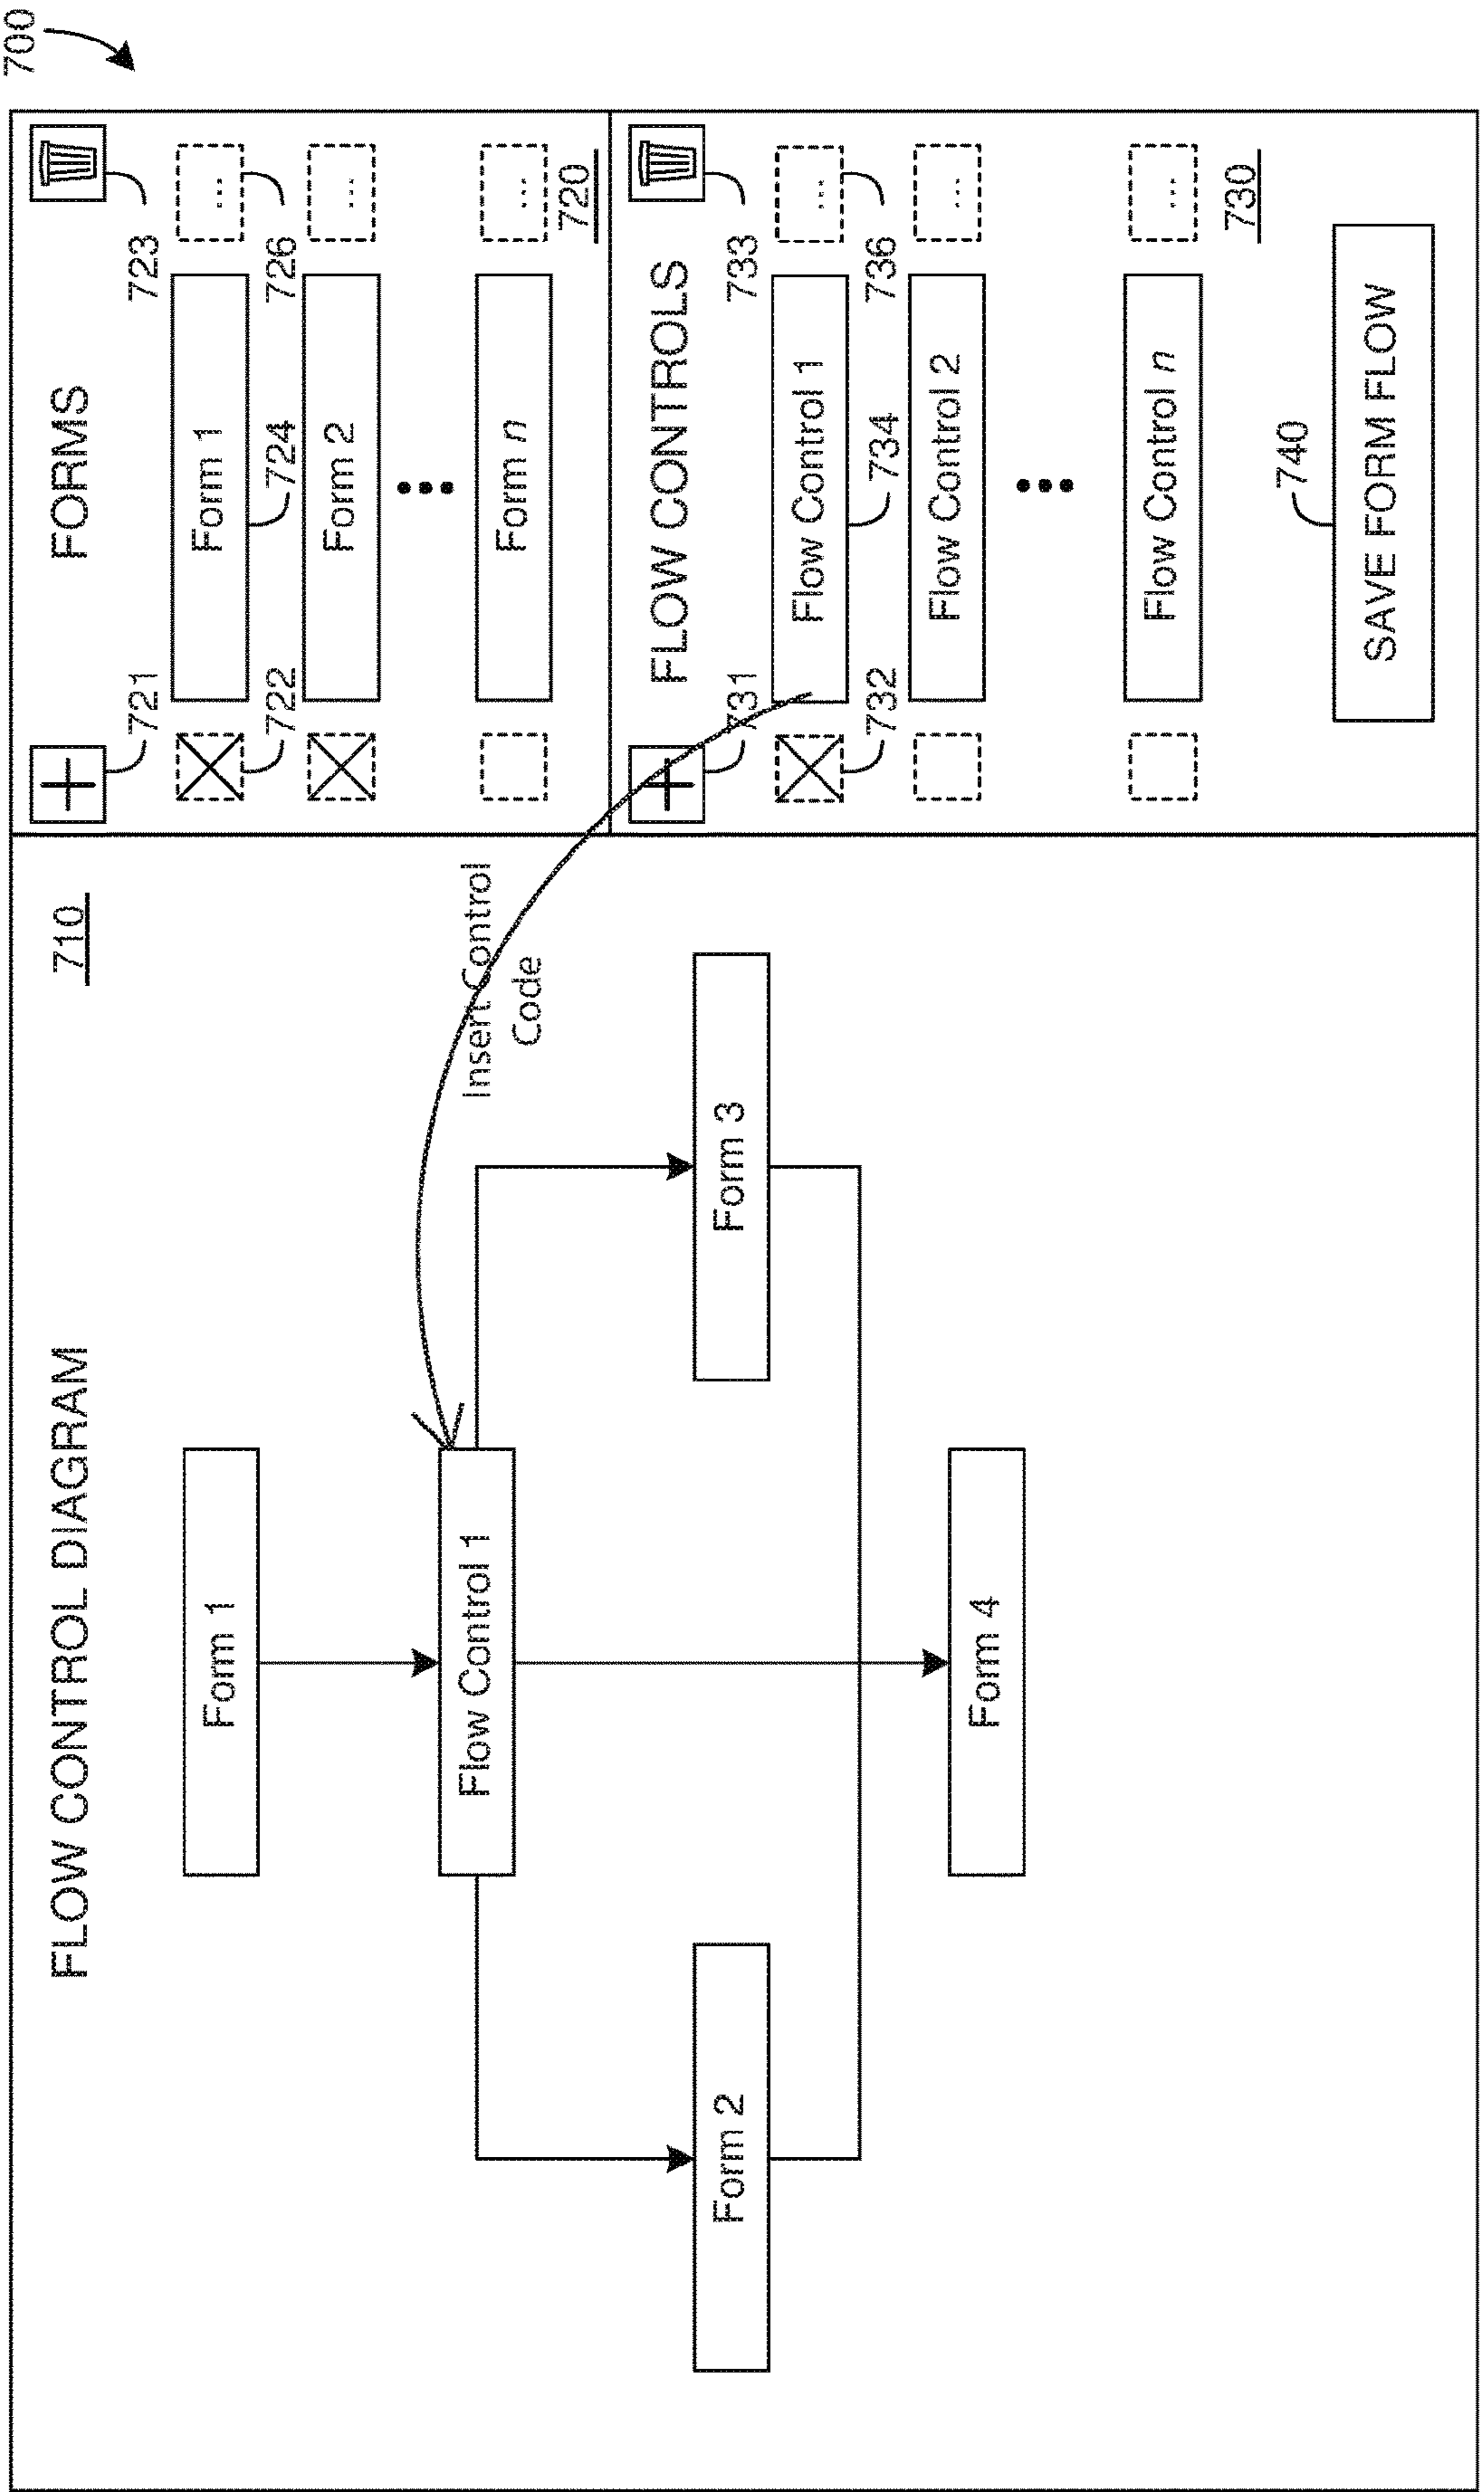 700
FLOW CONTROL DIAGRAM
710
Form 1
Flow Control 1
Insert Control
Code
Form 2
Form 3
Form 4
FORMS
721
723
Form 1
...
722
724
726
Form 2
...
Form n
...
720
FLOW CONTROLS
731
733
Flow Control 1
...
732
734
736
Flow Control 2
...
Flow Control n
...
730
740
SAVE FORM FLOW